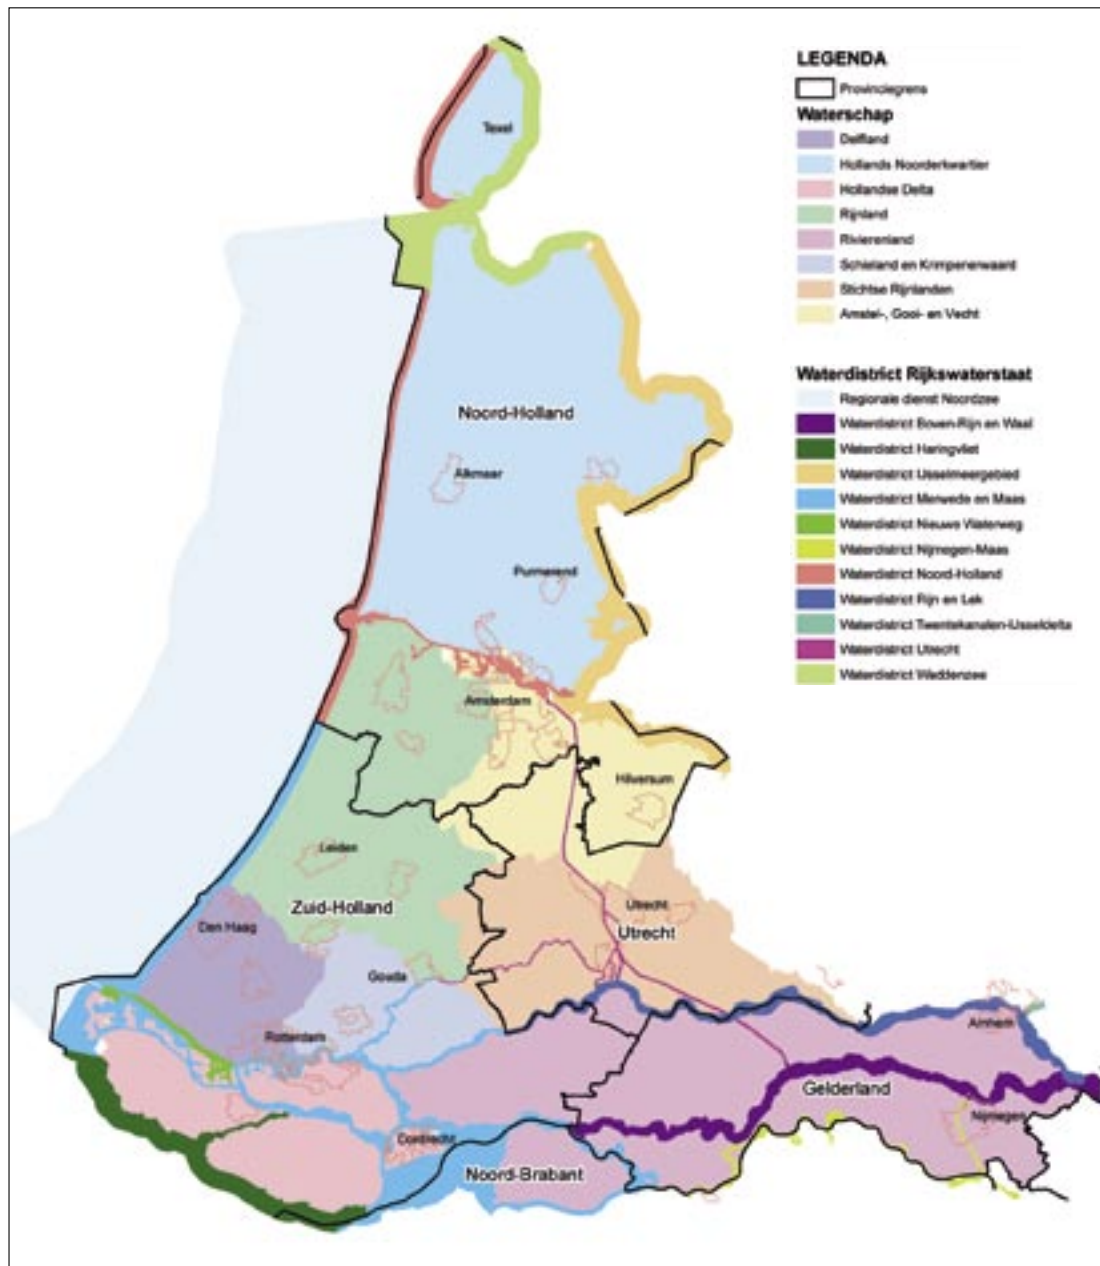 LEGENDA
Provinciegrens
Waterschap
Delfland
Hollands Noorderkwartier
Hollandse Delta
Rijnland
Rivierenland
Schieland en Krimpenerwaard
Stichtse Rijnlanden
Amstel-, Gooi- en Vecht
Waterdistrict Rijkswaterstaat
Regionale dienst Noordzee
Waterdistrict Boven-Rijn en Waal
Waterdistrict Haringvliet
Waterdistrict IJsselmeergebied
Waterdistrict Merwede en Maas
Waterdistrict Nieuwe Waterweg
Waterdistrict Nijmegen-Maas
Waterdistrict Noord-Holland
Waterdistrict Rijn en Lek
Waterdistrict Twentekanalen-IJsseldelta
Waterdistrict Utrecht
Waterdistrict Waddenzee
Texel
Noord-Holland
Alkmaar
Purmerend
Amsterdam
Hilversum
Leiden
Zuid-Holland
Utrecht
Den Haag
Utrecht
Gouda
Rotterdam
Arnhem
Gelderland
Nijmegen
Dordrecht
Noord-Brabant